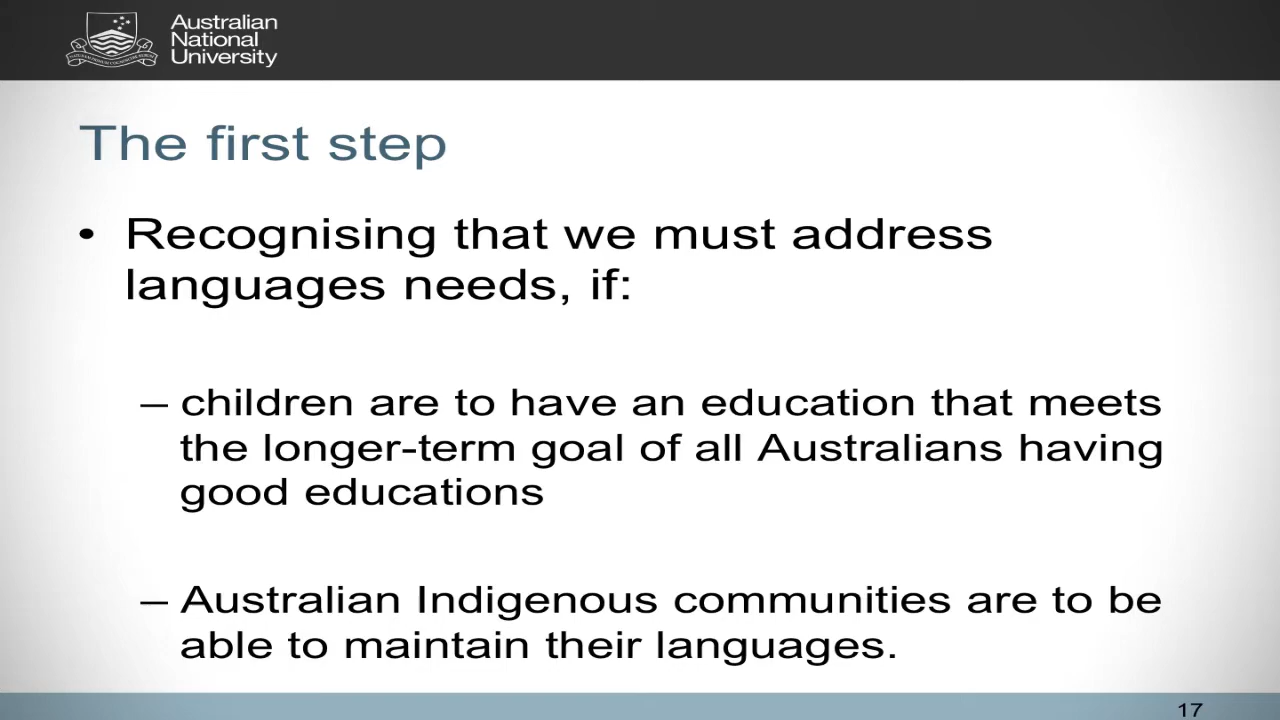 Australian
National
University
The first step
• Recognising that we must address
languages needs, if:
– children are to have an education that meets
the longer-term goal of all Australians having
good educations
– Australian Indigenous communities are to be
able to maintain their languages.
17